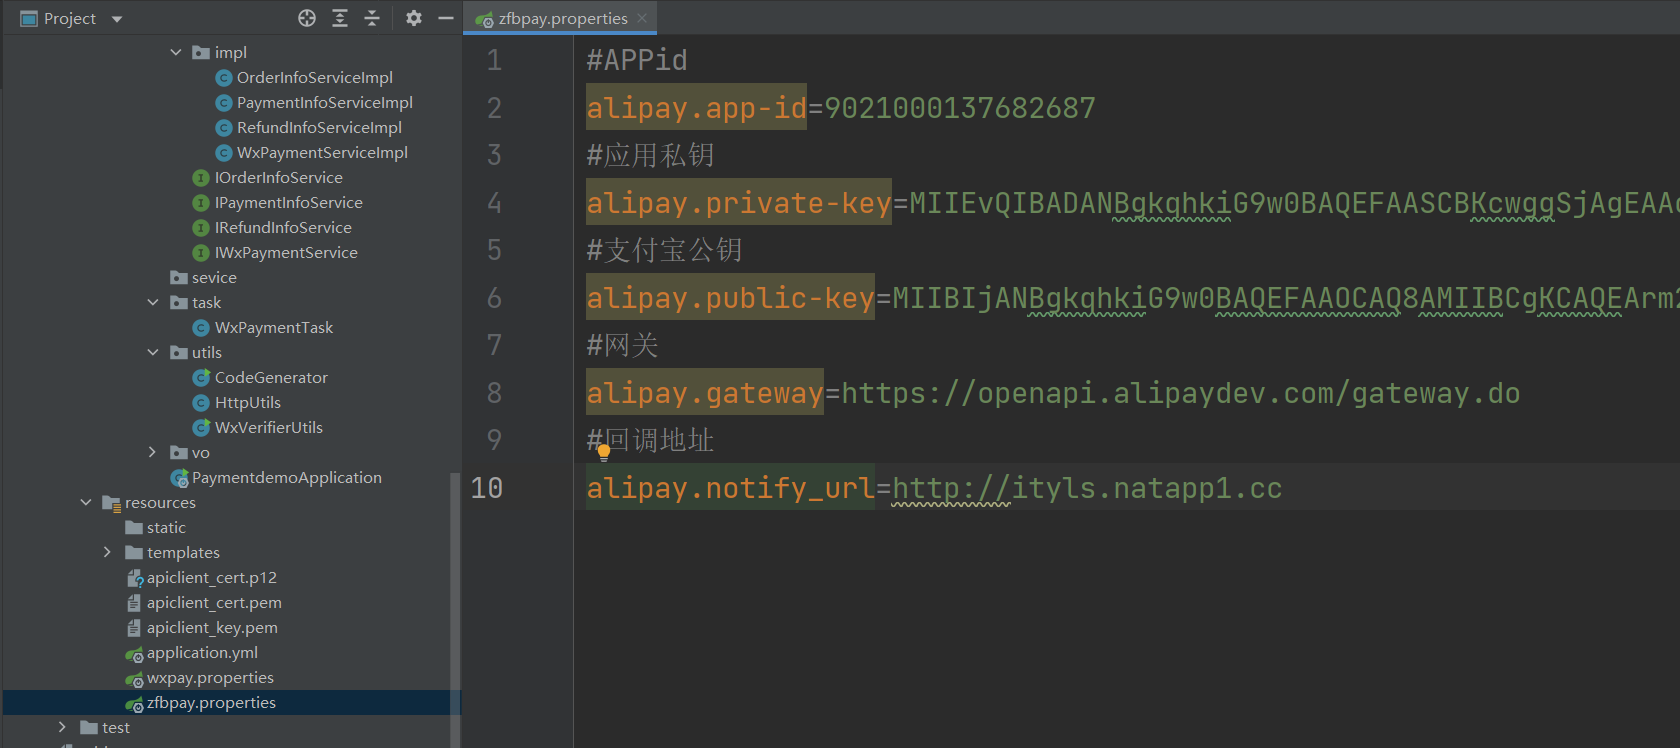 Project
impl
OrderInfoServiceImpl
PaymentInfoServiceImpl
RefundInfoServiceImpl
WxPaymentServiceImpl
IOrderInfoService
IPaymentInfoService
IRefundInfoService
IWxPaymentService
sevice
task
WxPaymentTask
utils
CodeGenerator
HttpUtils
WxVerifierUtils
vo
PaymentdemoApplication
resources
static
templates
apiclient_cert.p12
apiclient_cert.pem
apiclient_key.pem
application.yml
wxpay.properties
zfbpay.properties
test
zfbpay.properties
1 #APPid
2 alipay.app-id=9021000137682687
3 #应用私钥
4 alipay.private-key=MIIEvQIBADANBgkqhkiG9w0BAQEFAASCBKcwggSjAgEAAo
5 #支付宝公钥
6 alipay.public-key=MIIBIjANBgkqhkiG9w0BAQEFAAOCAQ8AMIIBCgKCAQEArm2
7 #网关
8 alipay.gateway=https://openapi.alipaydev.com/gateway.do
9 #回调地址
10 alipay.notify_url=http://ityls.natapp1.cc